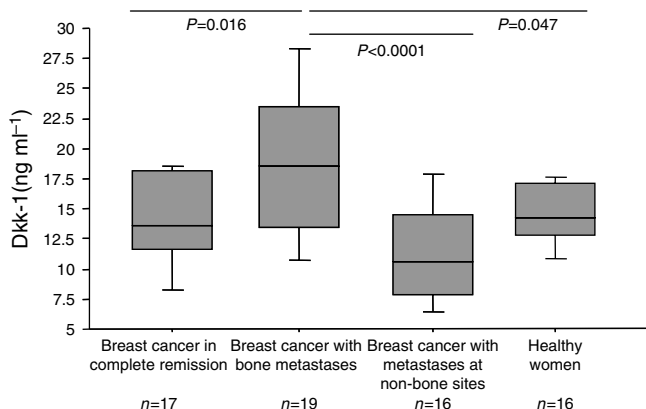 P=0.016
P=0.047
P<0.0001
Dkk-1(ng ml⁻¹)
30
27.5
25
22.5
20
17.5
15
12.5
10
7.5
5
Breast cancer in
complete remission
n=17
Breast cancer with
bone metastases
n=19
Breast cancer with
metastases at
non-bone sites
n=16
Healthy
women
n=16